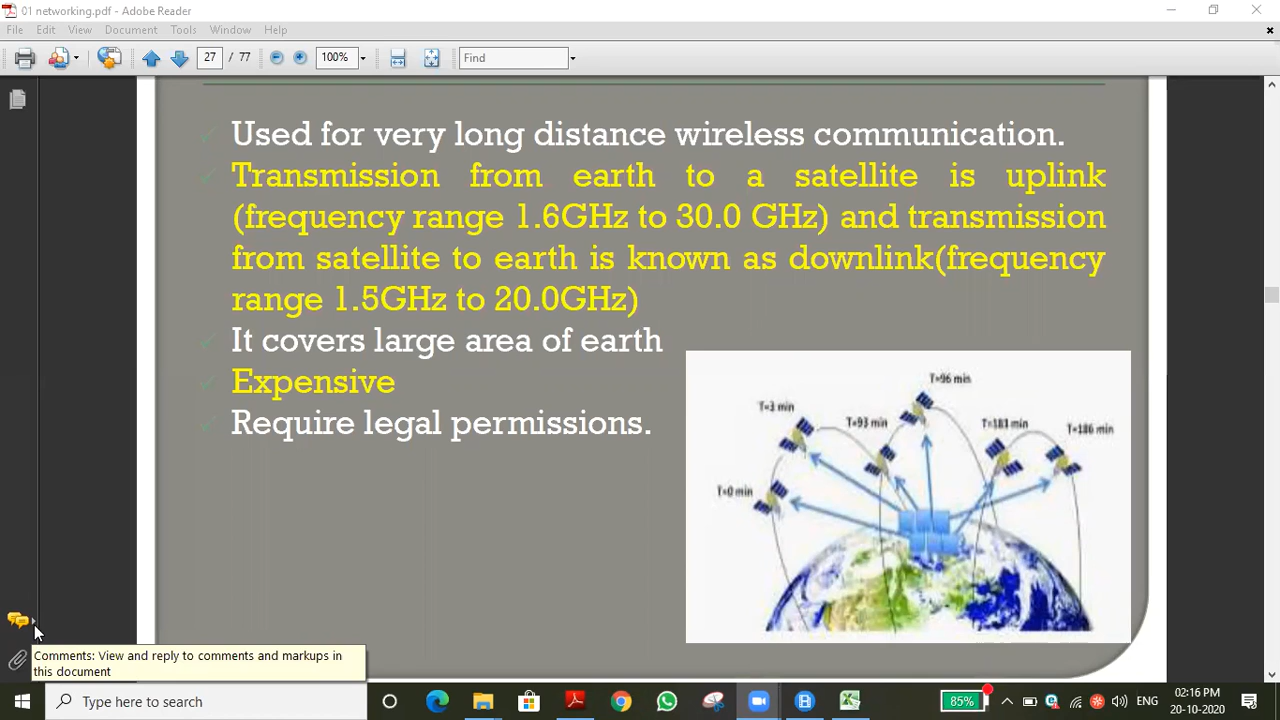 01 networking.pdf - Adobe Reader
File Edit View Document Tools Window Help
27 / 77 100% Find
Used for very long distance wireless communication.
Transmission from earth to a satellite is uplink
(frequency range 1.6GHz to 30.0 GHz) and transmission
from satellite to earth is known as downlink(frequency
range 1.5GHz to 20.0GHz)
It covers large area of earth
Expensive
Require legal permissions.
T=96 min
T=3 min
T=93 min
T=183 min
T=186 min
T=0 min
Comments: View and reply to comments and markups in
this document
Type here to search
85%
ENG
02:16 PM
20-10-2020